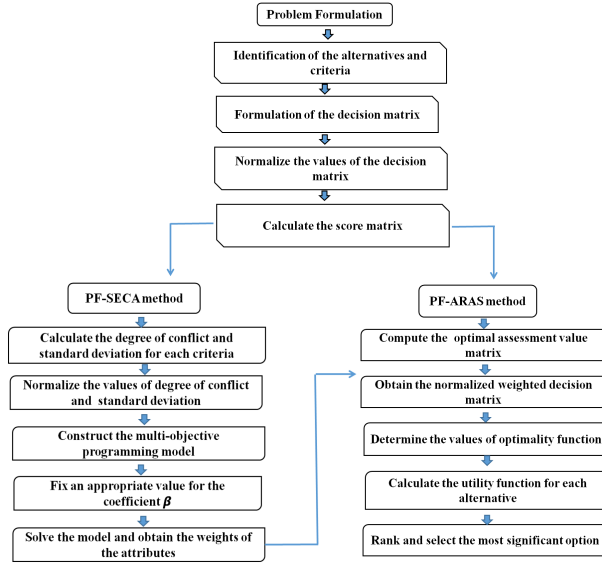 Problem Formulation
Identification of the alternatives and
criteria
Formulation of the decision matrix
Normalize the values of the decision
matrix
Calculate the score matrix
PF-SECA method
Calculate the degree of conflict and
standard deviation for each criteria
Normalize the values of degree of conflict
and standard deviation
Construct the multi-objective
programming model
Fix an appropriate value for the
coefficient β
Solve the model and obtain the weights of
the attributes
PF-ARAS method
Compute the optimal assessment value
matrix
Obtain the normalized weighted decision
matrix
Determine the values of optimality function
Calculate the utility function for each
alternative
Rank and select the most significant option